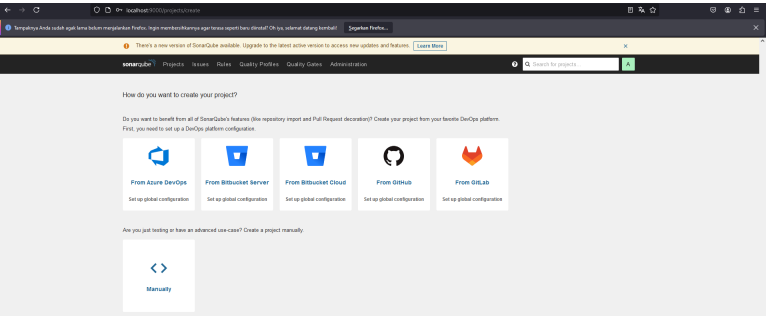 localhost:9000/projects/create
Tampaknya Anda sudah agak lama belum menjalankan Firefox. Ingin membersihkannya agar terasa seperti baru diinstal? Oh iya, selamat datang kembali!
Segarkan Firefox...
There's a new version of SonarQube available. Upgrade to the latest active version to access new updates and features. Learn More
sonarqube Projects Issues Rules Quality Profiles Quality Gates Administration
Search for projects...
A
How do you want to create your project?
Do you want to benefit from all of SonarQube's features (like repository import and Pull Request decoration)? Create your project from your favorite DevOps platform.
First, you need to set up a DevOps platform configuration.
From Azure DevOps
Set up global configuration
From Bitbucket Server
Set up global configuration
From Bitbucket Cloud
Set up global configuration
From GitHub
Set up global configuration
From GitLab
Set up global configuration
Are you just testing or have an advanced use-case? Create a project manually.
Manually